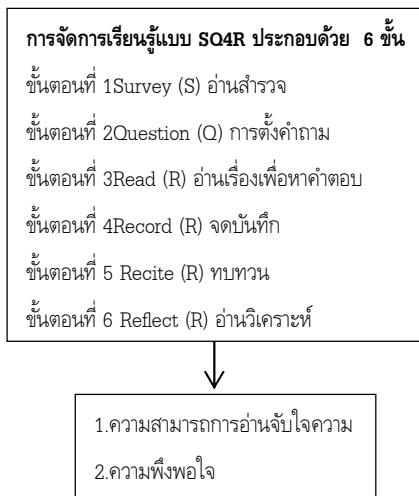 การจัดการเรียนรู้แบบ SQ4R ประกอบด้วย 6 ขั้น
ขั้นตอนที่ 1Survey (S) อ่านสำรวจ
ขั้นตอนที่ 2Question (Q) การตั้งคำถาม
ขั้นตอนที่ 3Read (R) อ่านเรื่องเพื่อหาคำตอบ
ขั้นตอนที่ 4Record (R) จดบันทึก
ขั้นตอนที่ 5 Recite (R) ทบทวน
ขั้นตอนที่ 6 Reflect (R) อ่านวิเคราะห์
1.ความสามารถการอ่านจับใจความ
2.ความพึงพอใจ